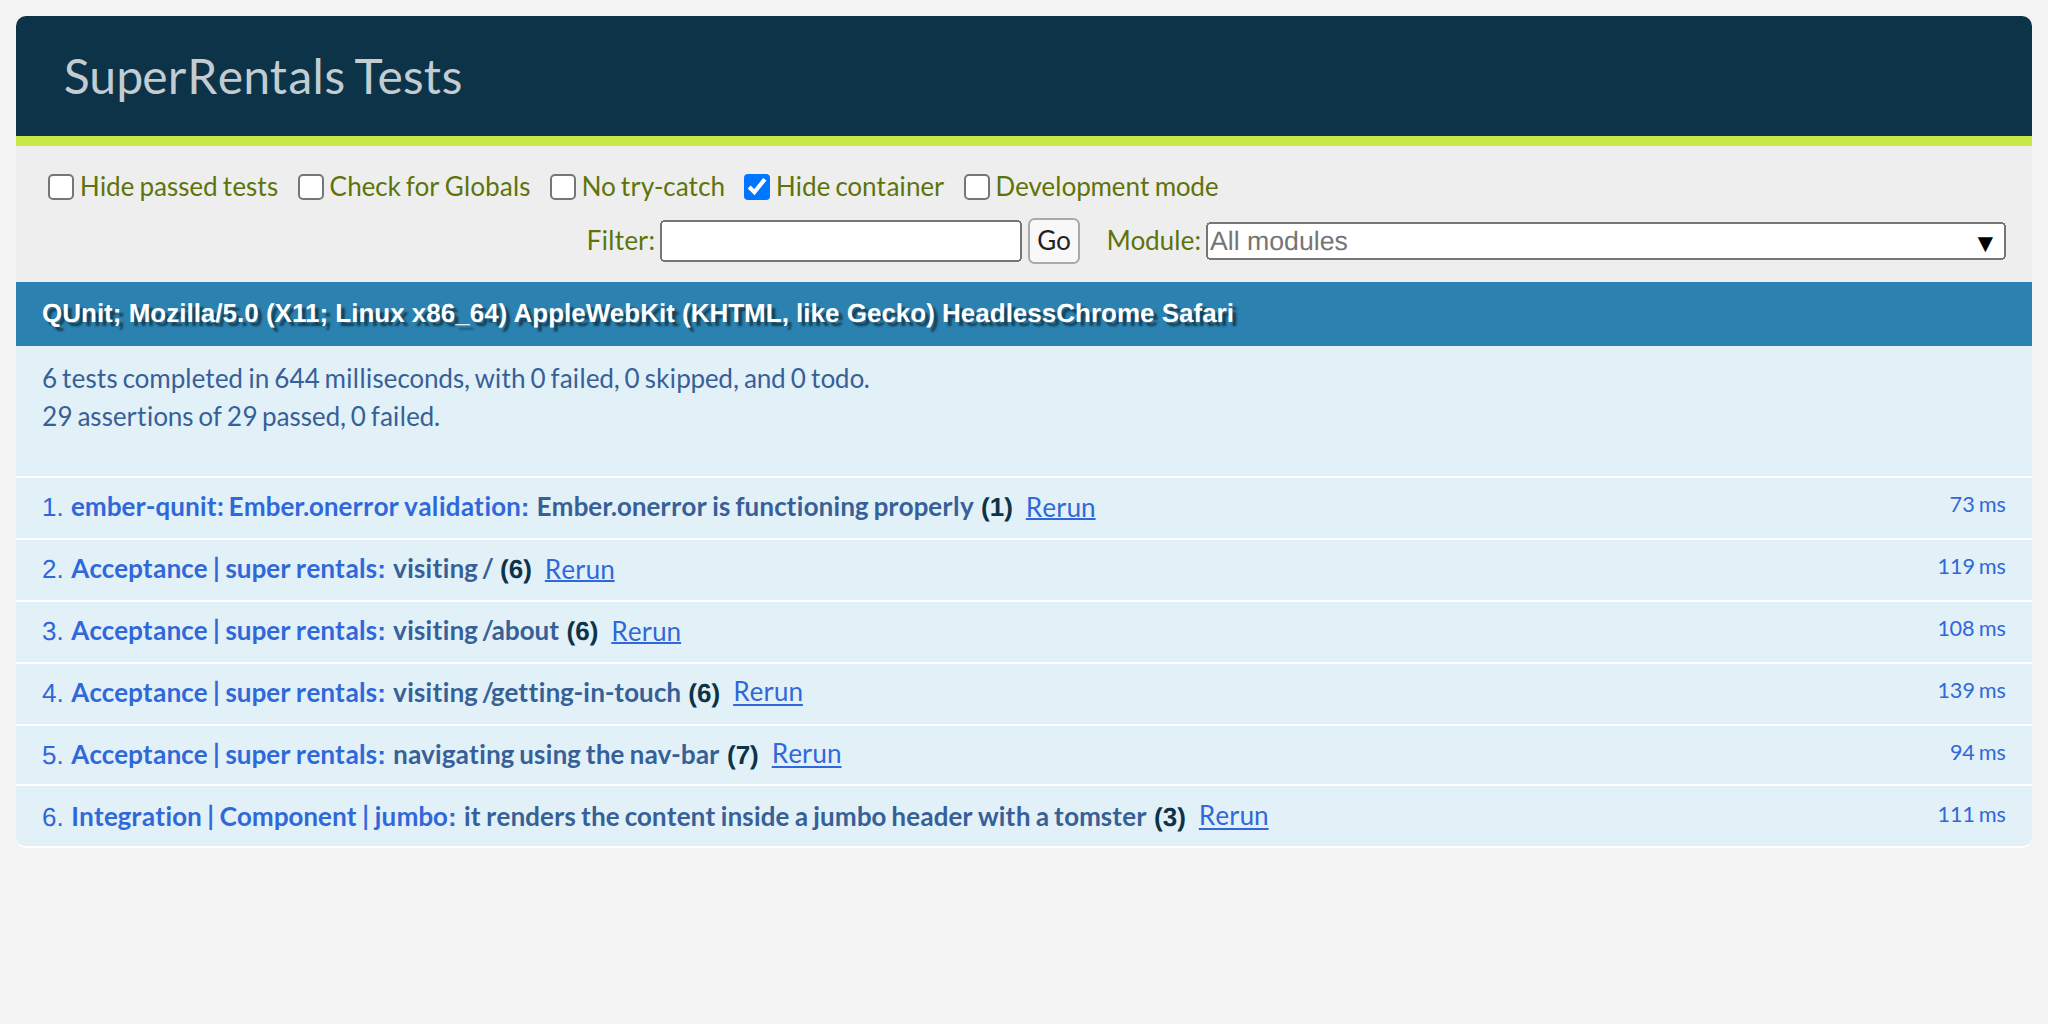 SuperRentals Tests
Hide passed tests Check for Globals No try-catch Hide container Development mode
Filter: Go Module: All modules ▼
QUnit; Mozilla/5.0 (X11; Linux x86_64) AppleWebKit (KHTML, like Gecko) HeadlessChrome Safari
6 tests completed in 644 milliseconds, with 0 failed, 0 skipped, and 0 todo.
29 assertions of 29 passed, 0 failed.
1. ember-qunit: Ember.onerror validation: Ember.onerror is functioning properly (1) Rerun 73 ms
2. Acceptance | super rentals: visiting / (6) Rerun 119 ms
3. Acceptance | super rentals: visiting /about (6) Rerun 108 ms
4. Acceptance | super rentals: visiting /getting-in-touch (6) Rerun 139 ms
5. Acceptance | super rentals: navigating using the nav-bar (7) Rerun 94 ms
6. Integration | Component | jumbo: it renders the content inside a jumbo header with a tomster (3) Rerun 111 ms